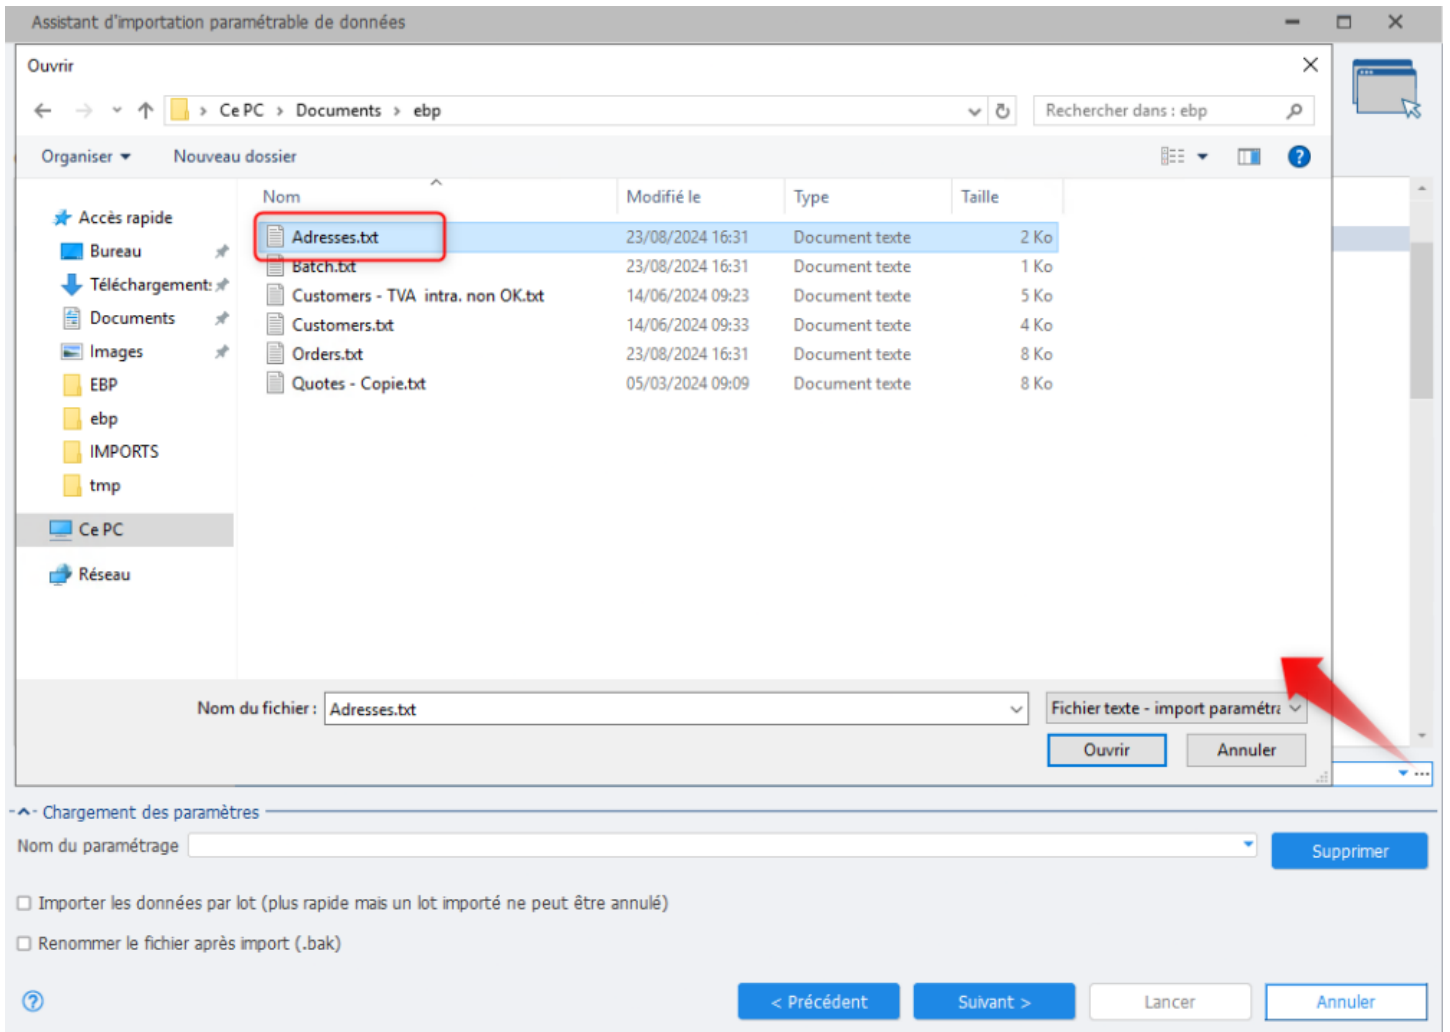 Assistant d'importation paramétrable de données
Ouvrir
Ce PC > Documents > ebp
Rechercher dans : ebp
Organiser
Nouveau dossier
Nom Modifié le Type Taille
Accès rapide
Bureau
Téléchargement
Documents
Images
EBP
ebp
IMPORTS
tmp
Ce PC
Réseau
Adresses.txt 23/08/2024 16:31 Document texte 2 Ko
Batch.txt 23/08/2024 16:31 Document texte 1 Ko
Customers - TVA intra. non OK.txt 14/06/2024 09:23 Document texte 5 Ko
Customers.txt 14/06/2024 09:33 Document texte 4 Ko
Orders.txt 23/08/2024 16:31 Document texte 8 Ko
Quotes - Copie.txt 05/03/2024 09:09 Document texte 8 Ko
Nom du fichier : Adresses.txt
Fichier texte - import paramétra
Ouvrir
Annuler
...
Chargement des paramètres
Nom du paramétrage
Supprimer
Importer les données par lot (plus rapide mais un lot importé ne peut être annulé)
Renommer le fichier après import (.bak)
< Précédent
Suivant >
Lancer
Annuler